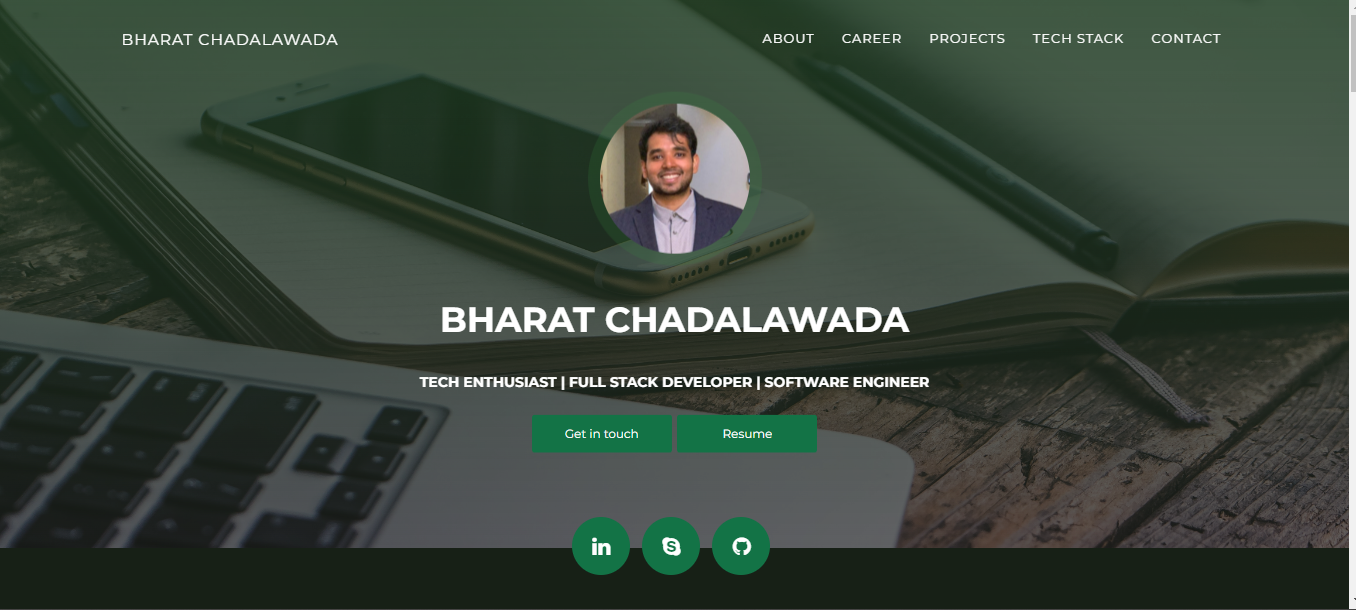 BHARAT CHADALAWADA
ABOUT CAREER PROJECTS TECH STACK CONTACT
BHARAT CHADALAWADA
TECH ENTHUSIAST | FULL STACK DEVELOPER | SOFTWARE ENGINEER
Get in touch Resume
in S